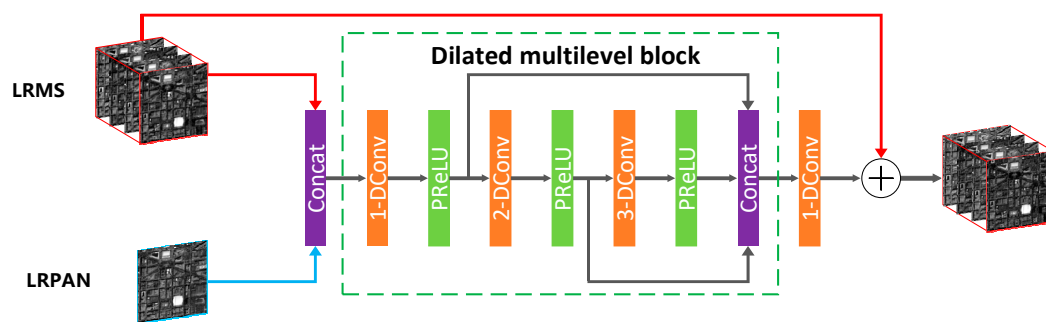 Dilated multilevel block
LRMS
Concat
1-DConv
PReLU
2-DConv
PReLU
3-DConv
PReLU
Concat
1-DConv
LRPAN